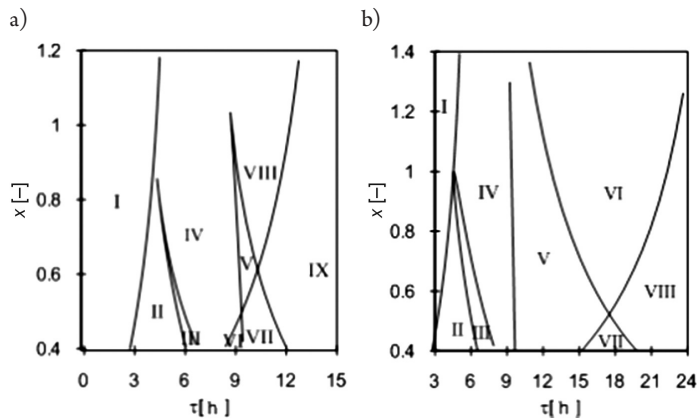 a)
b)
1.2
1
0.8
0.6
0.4
χ [-]
I
II
III
IV
V
VI
VII
VIII
IX
0
3
6
9
12
15
τ[h]
1.4
1.2
1
0.8
0.6
0.4
χ [-]
I
II
III
IV
V
VI
VII
VIII
3
6
9
12
15
18
21
24
τ[h]